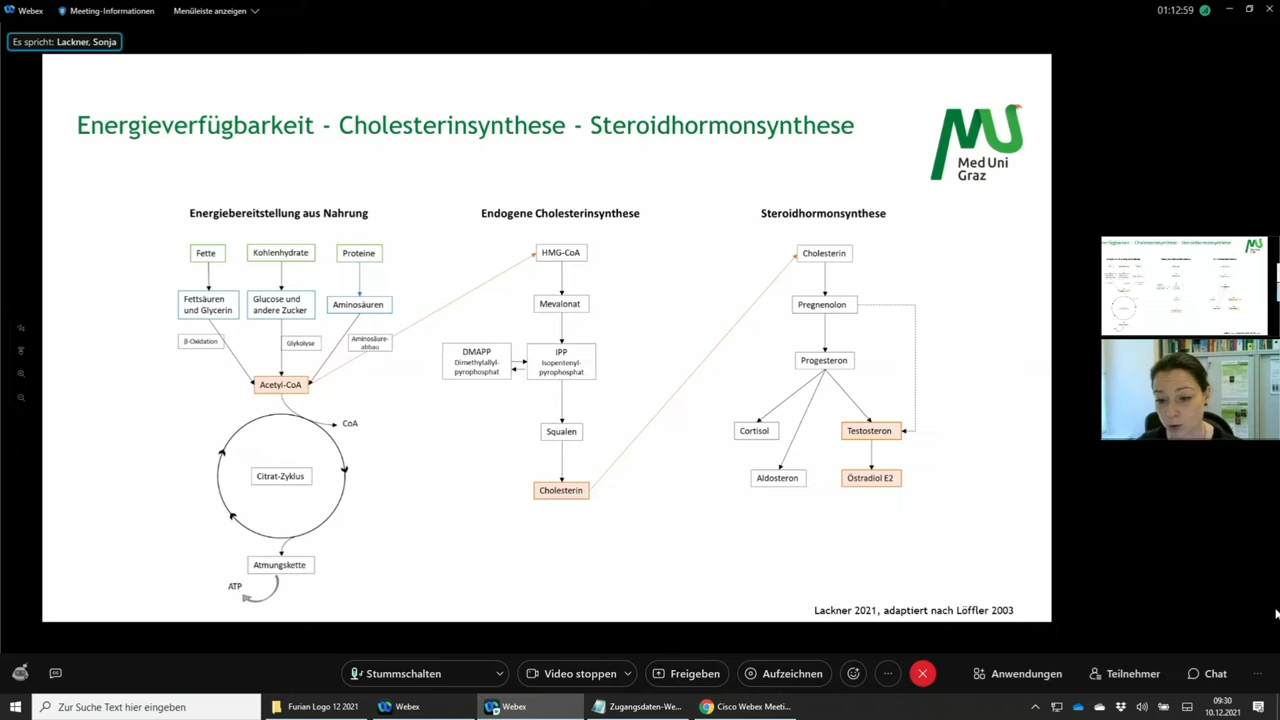 Webex
Meeting-Informationen
Menüleiste anzeigen
01:12:59
Es spricht: Lackner, Sonja
Energieverfügbarkeit - Cholesterinsynthese - Steroidhormonsynthese
Med Uni
Graz
Energiebereitstellung aus Nahrung
Fette
Kohlenhydrate
Proteine
Fettsäuren
und Glycerin
Glucose und
andere Zucker
Aminosäuren
β-Oxidation
Glykolyse
Aminosäure-
abbau
Acetyl-CoA
CoA
Citrat-Zyklus
Atmungskette
ATP
Endogene Cholesterinsynthese
HMG-CoA
Mevalonat
DMAPP
Dimethylallyl-
pyrophosphat
IPP
Isopentenyl-
pyrophosphat
Squalen
Cholesterin
Steroidhormonsynthese
Cholesterin
Pregnenolon
Progesteron
Cortisol
Testosteron
Aldosteron
Östradiol E2
Lackner 2021, adaptiert nach Löffler 2003
Stummschalten
Video stoppen
Freigeben
Aufzeichnen
Anwendungen
Teilnehmer
Chat
Zur Suche Text hier eingeben
Furian Logo 12 2021
Webex
Webex
Zugangsdaten-We...
Cisco Webex Meeti...
09:30
10.12.2021